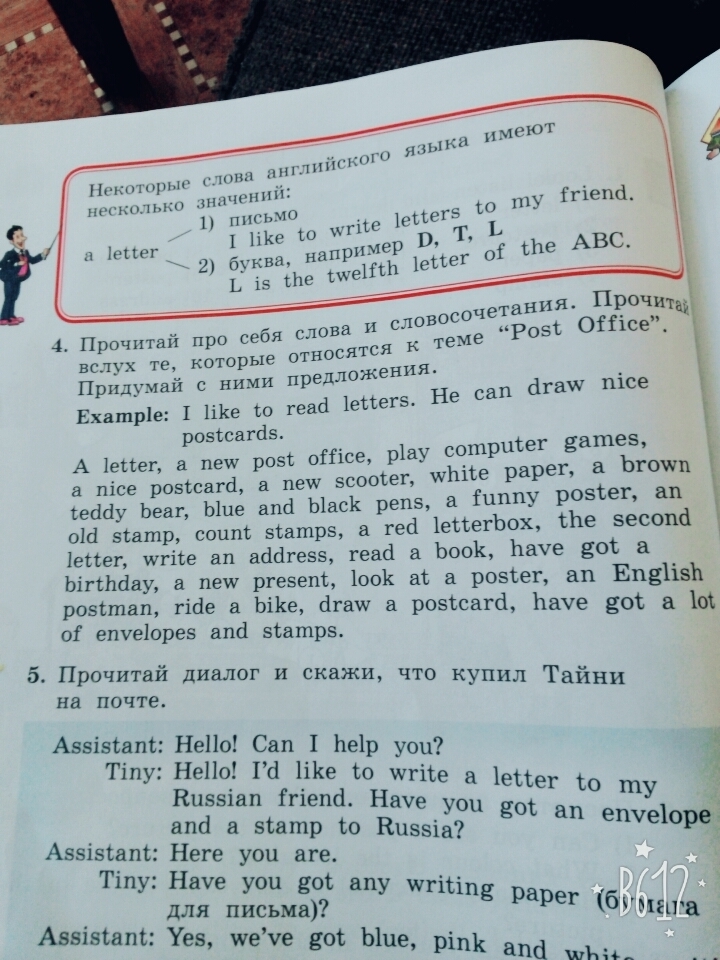 Некоторые слова английского языка имеют
несколько значений:
1) письмо
I like to write letters to my friend.
a letter
2) буква, например D, T, L
L is the twelfth letter of the ABC.
4. Прочитай про себя слова и словосочетания. Прочитай
вслух те, которые относятся к теме “Post Office”.
Придумай с ними предложения.
Example: I like to read letters. He can draw nice
postcards.
A letter, a new post office, play computer games,
a nice postcard, a new scooter, white paper, a brown
teddy bear, blue and black pens, a funny poster, an
old stamp, count stamps, a red letterbox, the second
letter, write an address, read a book, have got a
birthday, a new present, look at a poster, an English
postman, ride a bike, draw a postcard, have got a lot
of envelopes and stamps.
5. Прочитай диалог и скажи, что купил Тайни
на почте.
Assistant: Hello! Can I help you?
Tiny: Hello! I’d like to write a letter to my
Russian friend. Have you got an envelope
and a stamp to Russia?
Assistant: Here you are.
Tiny: Have you got any writing paper (бумага
для письма)?
Assistant: Yes, we’ve got blue, pink and white
B612